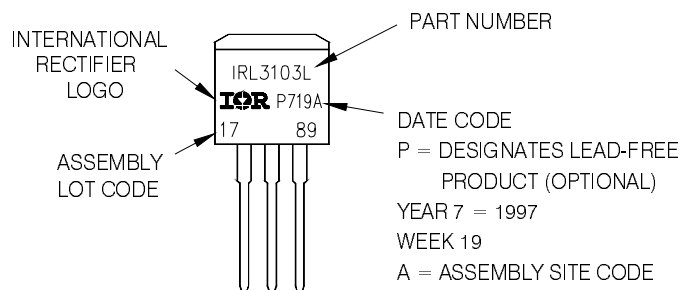 INTERNATIONAL
RECTIFIER
LOGO
ASSEMBLY
LOT CODE
IRL3103L
IOR P719A
17 89
PART NUMBER
DATE CODE
P = DESIGNATES LEAD-FREE
PRODUCT (OPTIONAL)
YEAR 7 = 1997
WEEK 19
A = ASSEMBLY SITE CODE